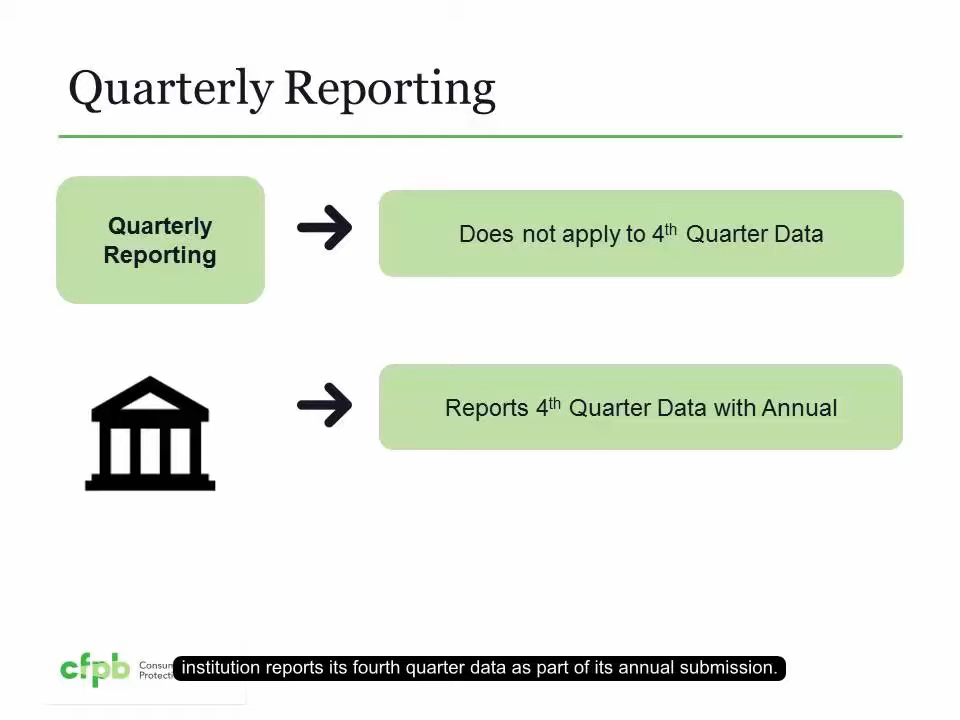 Quarterly Reporting
Quarterly
Reporting
Does not apply to 4th Quarter Data
Reports 4th Quarter Data with Annual
cfpb
institution reports its fourth quarter data as part of its annual submission.